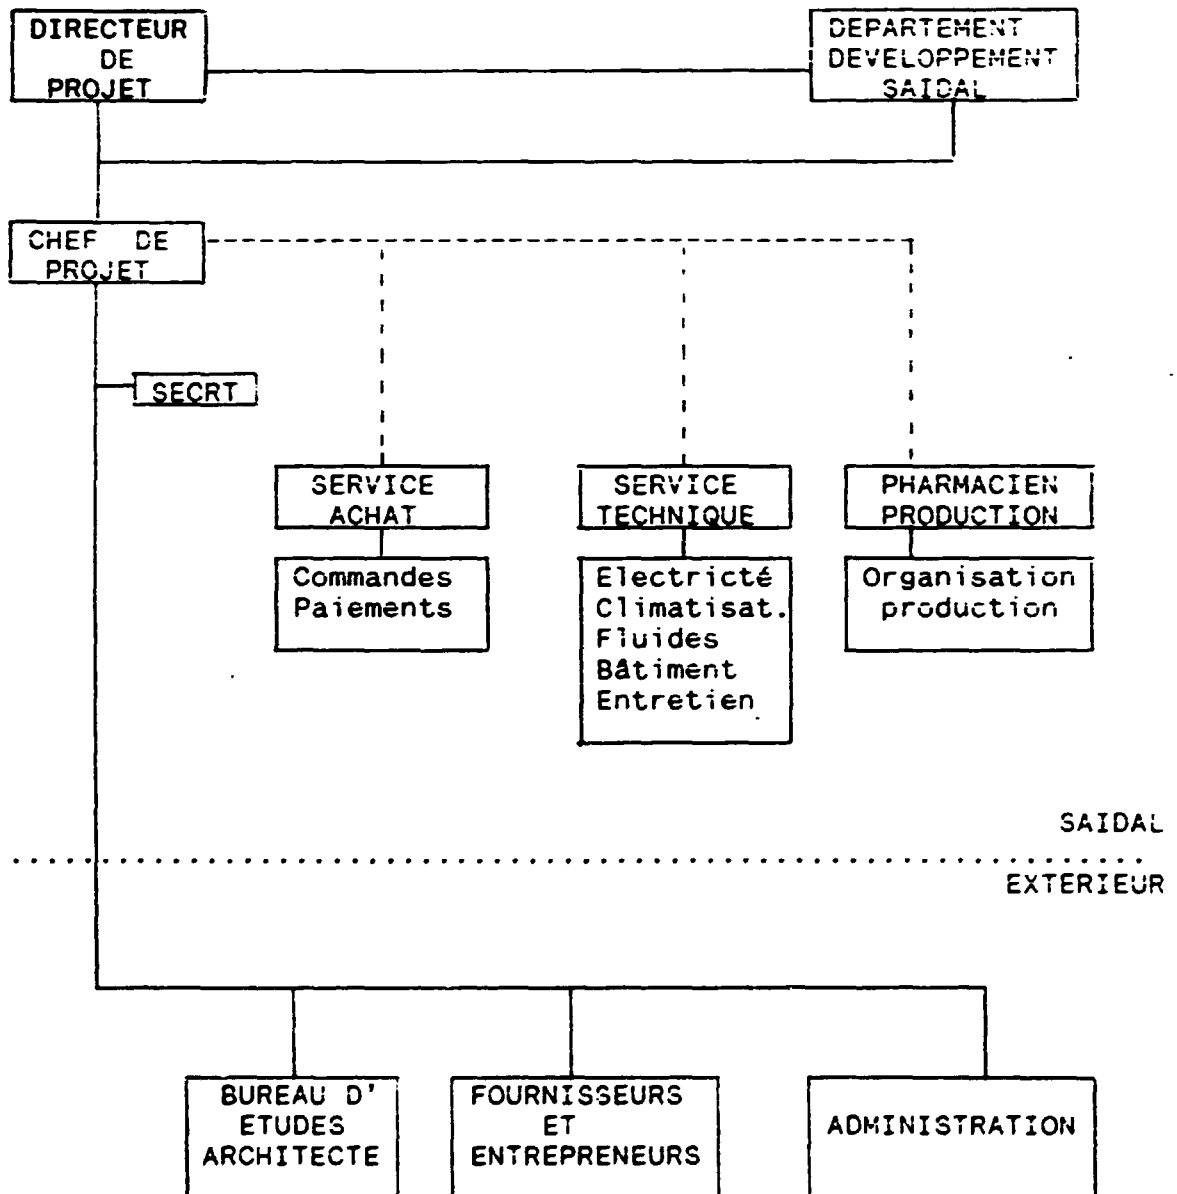 DIRECTEUR
DE
PROJET
DEPARTEMENT
DEVELOPPEMENT
SAIDAL
CHEF DE
PROJET
SECRT
SERVICE
ACHAT
SERVICE
TECHNIQUE
PHARMACIEN
PRODUCTION
Commandes
Paiements
Electricté
Climatisat.
Fluides
Bâtiment
Entretien
Organisation
production
SAIDAL
EXTERIEUR
BUREAU D'
ETUDES
ARCHITECTE
FOURNISSEURS
ET
ENTREPRENEURS
ADMINISTRATION